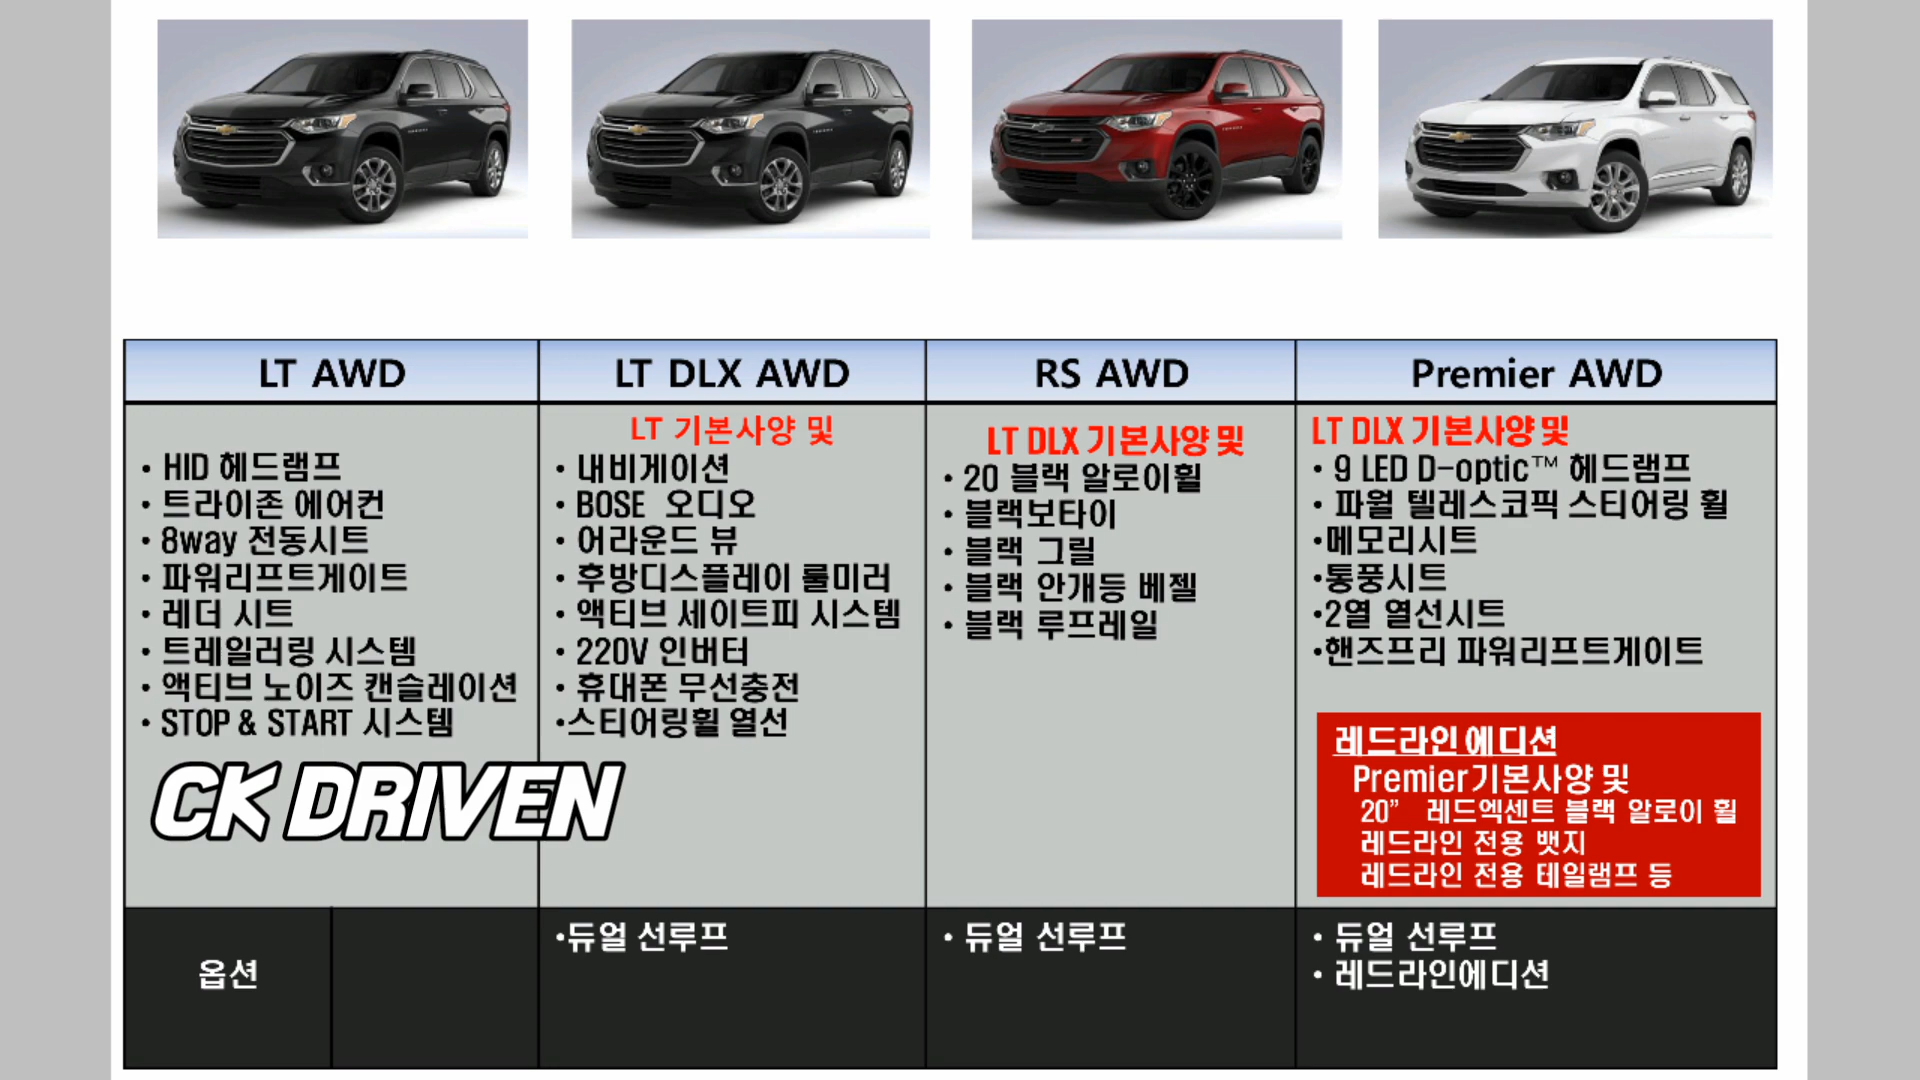 LT AWD
LT DLX AWD
RS AWD
Premier AWD
• HID 헤드램프
• 트라이존 에어컨
• 8way 전동시트
• 파워리프트게이트
• 레더 시트
• 트레일러링 시스템
• 액티브 노이즈 캔슬레이션
• STOP & START 시스템
CK DRIVEN
LT 기본사양 및
• 내비게이션
• BOSE 오디오
• 어라운드 뷰
• 후방디스플레이 룰미러
• 액티브 세이트피 시스템
• 220V 인버터
• 휴대폰 무선충전
•스티어링휠 열선
LT DLX 기본사양 및
• 20 블랙 알로이휠
• 블랙보타이
• 블랙 그릴
• 블랙 안개등 베젤
• 블랙 루프레일
LT DLX 기본사양 및
• 9 LED D-optic™ 헤드램프
• 파월 텔레스코픽 스티어링 휠
•메모리시트
•통풍시트
•2열 열선시트
•핸즈프리 파워리프트게이트
레드라인 에디션
Premier기본사양 및
20” 레드엑센트 블랙 알로이 휠
레드라인 전용 뱃지
레드라인 전용 테일램프 등
옵션
•듀얼 선루프
• 듀얼 선루프
• 듀얼 선루프
• 레드라인에디션